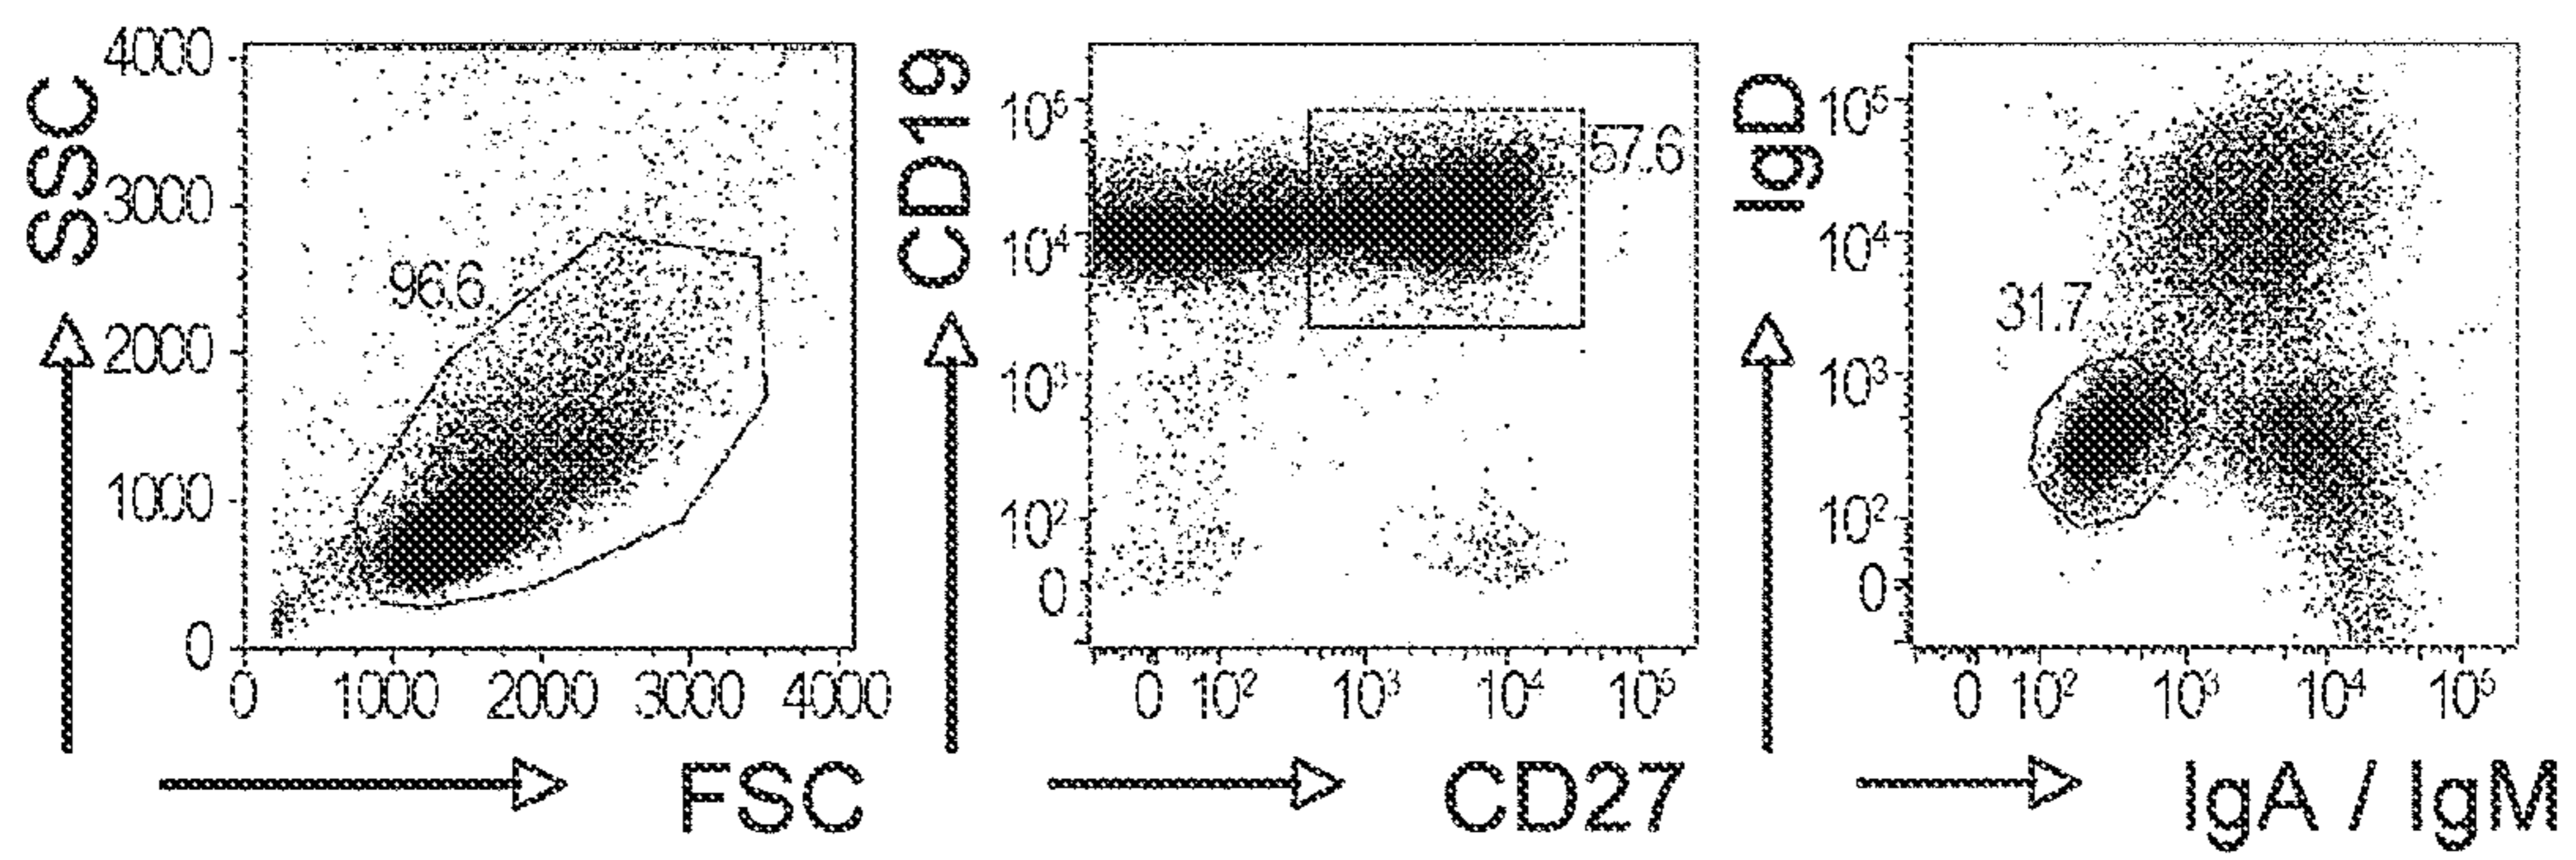 SSC
4000
3000
2000
1000
0
96.6
0 1000 2000 3000 4000
FSC
CD19
10⁵
10⁴
10³
10²
0
57.6
0 10² 10³ 10⁴ 10⁵
CD27
IgD
10⁵
10⁴
10³
10²
0
31.7
0 10² 10³ 10⁴ 10⁵
IgA / IgM